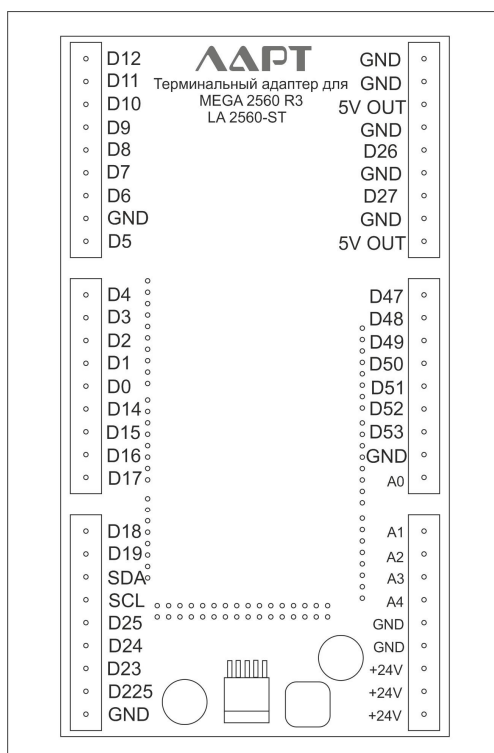 ЛАРТ
Терминальный адаптер для
MEGA 2560 R3
LA 2560-ST
D12
D11
D10
D9
D8
D7
D6
GND
D5
D4
D3
D2
D1
D0
D14
D15
D16
D17
D18
D19
SDA
SCL
D25
D24
D23
D225
GND
GND
GND
5V OUT
GND
D26
GND
D27
GND
5V OUT
D47
D48
D49
D50
D51
D52
D53
GND
A0
A1
A2
A3
A4
GND
GND
+24V
+24V
+24V